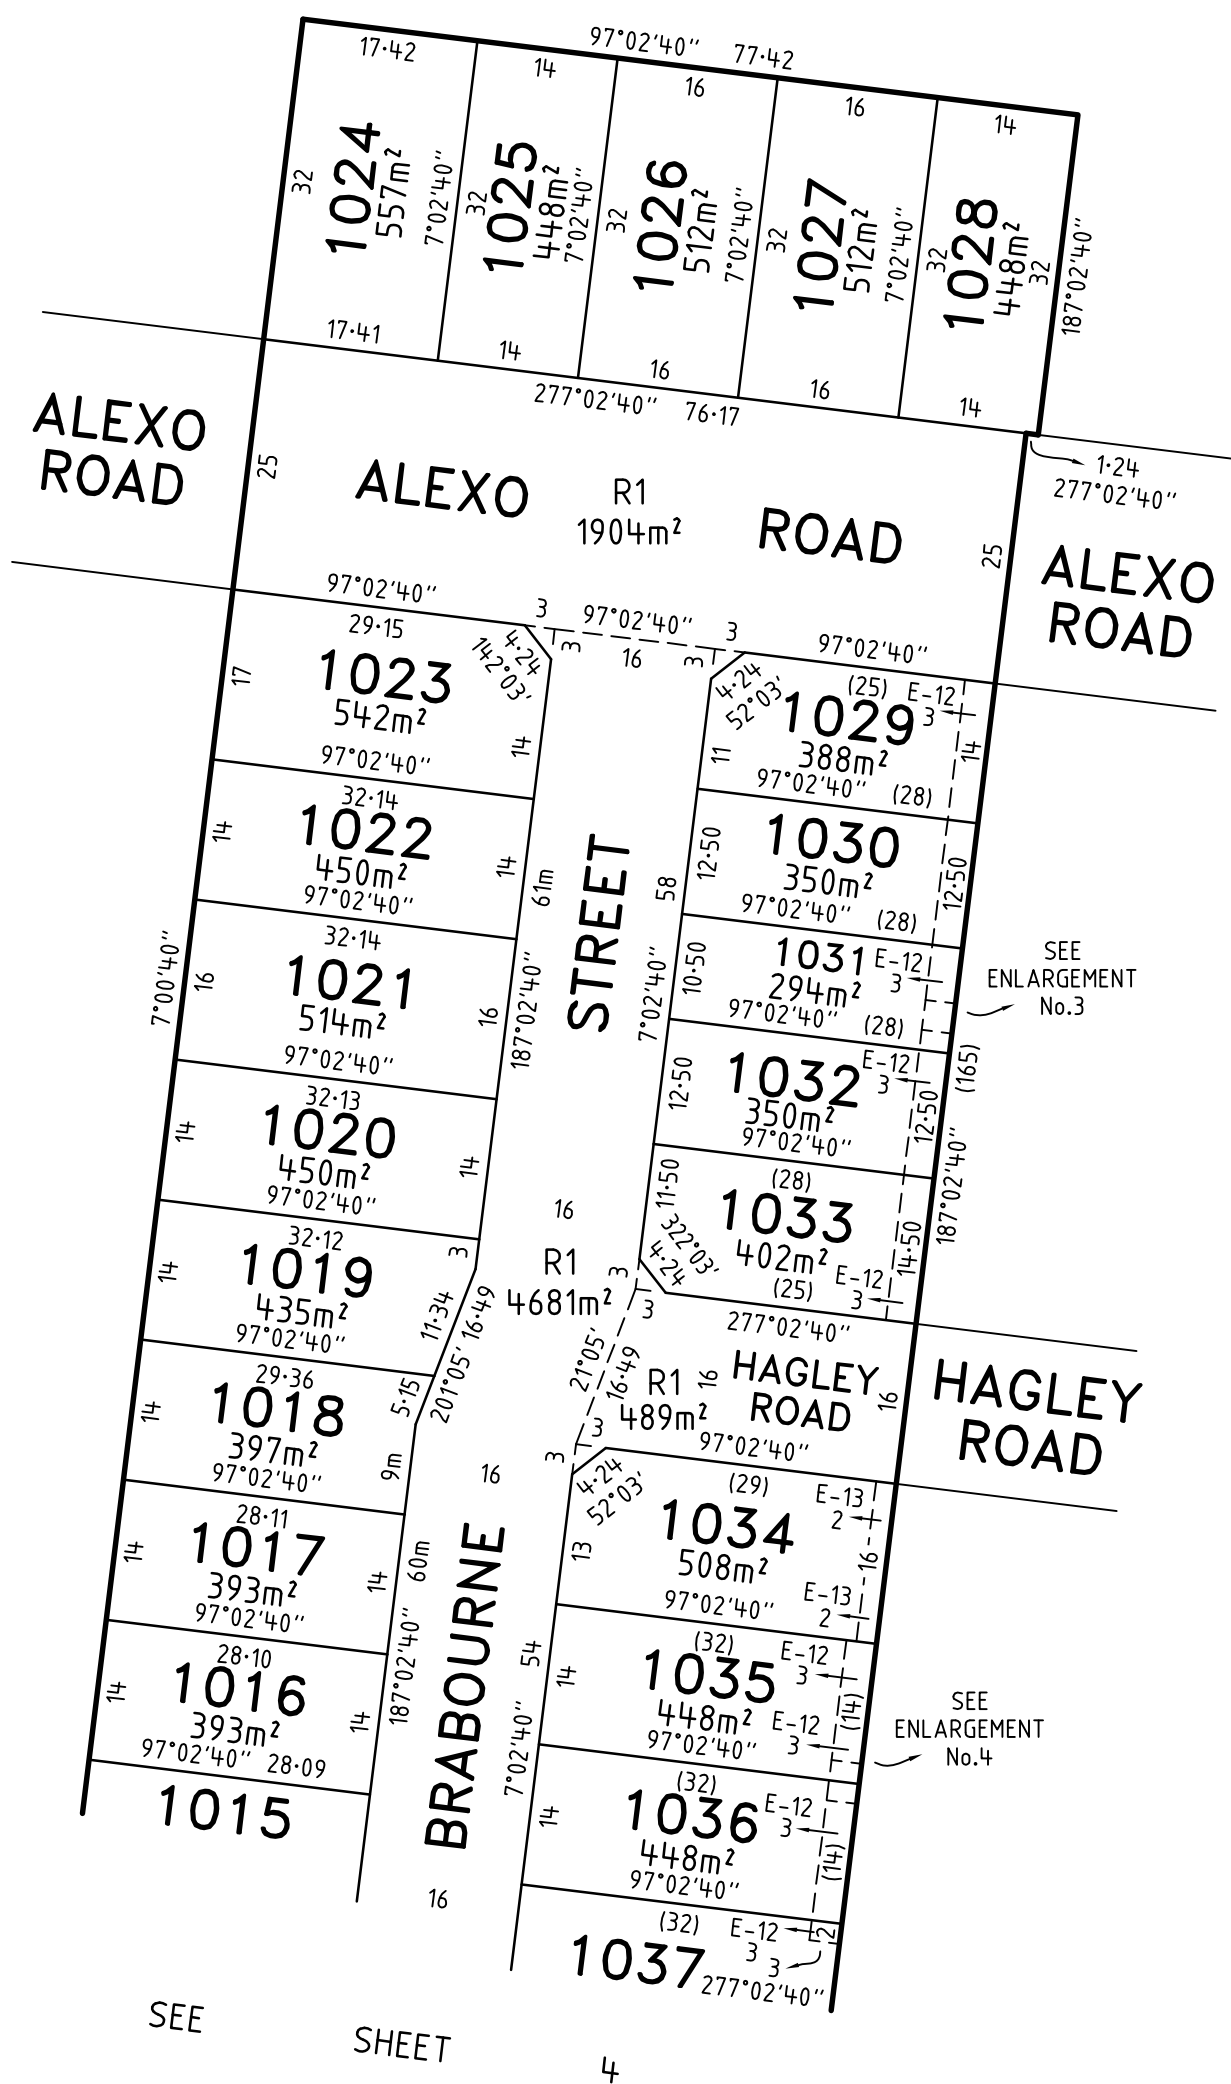 97°02'40" 77·42
17·42
14
16
16
14
32
1024
557m²
7°02'40"
32
1025
448m²
7°02'40"
32
1026
512m²
7°02'40"
32
1027
512m²
7°02'40"
32
1028
448m²
32
187°02'40"
17·41
14
16
16
14
277°02'40" 76·17
ALEXO
ROAD
25
ALEXO
R1
1904m²
ROAD
25
1·24
277°02'40"
ALEXO
ROAD
97°02'40"
3
97°02'40"
3
97°02'40"
29·15
4·24
142°03'
3
16
3
4·24
52°03'
17
1023
542m²
14
97°02'40"
(25)
E-12
3
1029
388m²
11
14
97°02'40" (28)
32·14
14
1022
450m²
14
97°02'40"
61m
STREET
58
12·50
1030
350m²
12·50
97°02'40" (28)
32·14
16
1021
514m²
16
97°02'40"
7°00'40"
187°02'40"
7°02'40"
10·50
1031
294m²
E-12
3
97°02'40" (28)
SEE
ENLARGEMENT
No.3
(165)
32·13
14
1020
450m²
14
97°02'40"
12·50
1032
350m²
E-12
3
12·50
97°02'40"
187°02'40"
32·12
14
1019
435m²
3
11·34
97°02'40"
201°05' 16·49
16
R1
4681m²
(28)
11·50
1033
402m²
14·50
322°03'
4·24
3
3
(25)
E-12
3
277°02'40"
21°05'
16·49
R1
489m²
16
HAGLEY
ROAD
16
HAGLEY
ROAD
29·36
14
1018
397m²
5·15
9m
97°02'40"
16
3
3
97°02'40"
4·24
52°03'
(29)
E-13
2
1034
508m²
13
16
E-13
2
97°02'40"
28·11
14
1017
393m²
14
97°02'40"
60m
187°02'40"
BRABOURNE
54
7°02'40"
(32)
E-12
3
14
1035
448m²
(14)
E-12
3
97°02'40"
SEE
ENLARGEMENT
No.4
28·10
14
1016
393m²
14
97°02'40" 28·09
1015
(32)
E-12
3
14
1036
448m²
(14)
97°02'40"
16
(32)
E-12
3
2
3
1037
277°02'40"
SEE SHEET 4